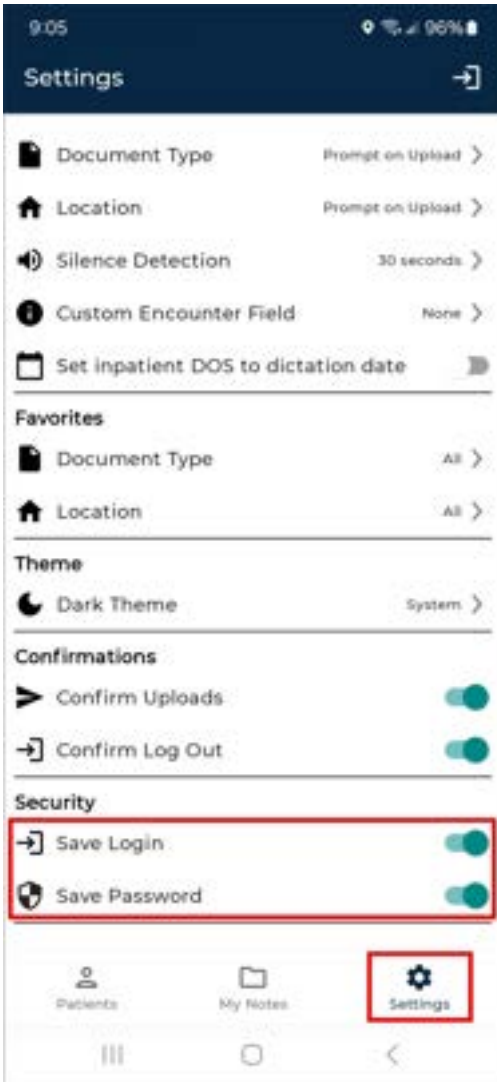 9:05 96%
Settings
Document Type Prompt on Upload
Location Prompt on Upload
Silence Detection 30 seconds
Custom Encounter Field None
Set inpatient DOS to dictation date
Favorites
Document Type All
Location All
Theme
Dark Theme System
Confirmations
Confirm Uploads
Confirm Log Out
Security
Save Login
Save Password
Patients My Notes Settings